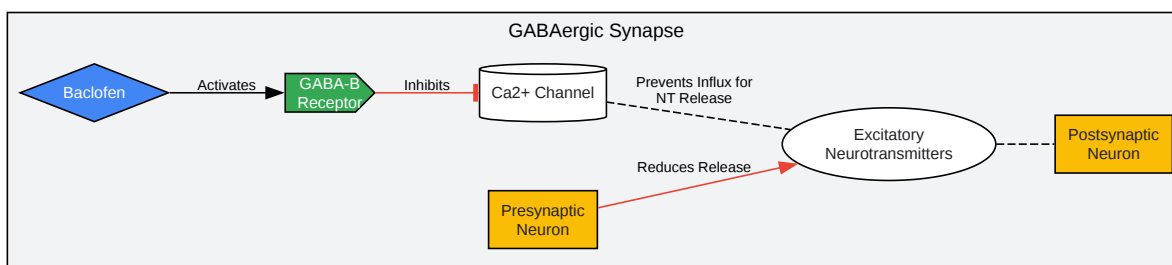 GABAergic Synapse
Baclofen
Activates
GABA-B
Receptor
Inhibits
Ca2+ Channel
Prevents Influx for
NT Release
Excitatory
Neurotransmitters
Postsynaptic
Neuron
Reduces Release
Presynaptic
Neuron